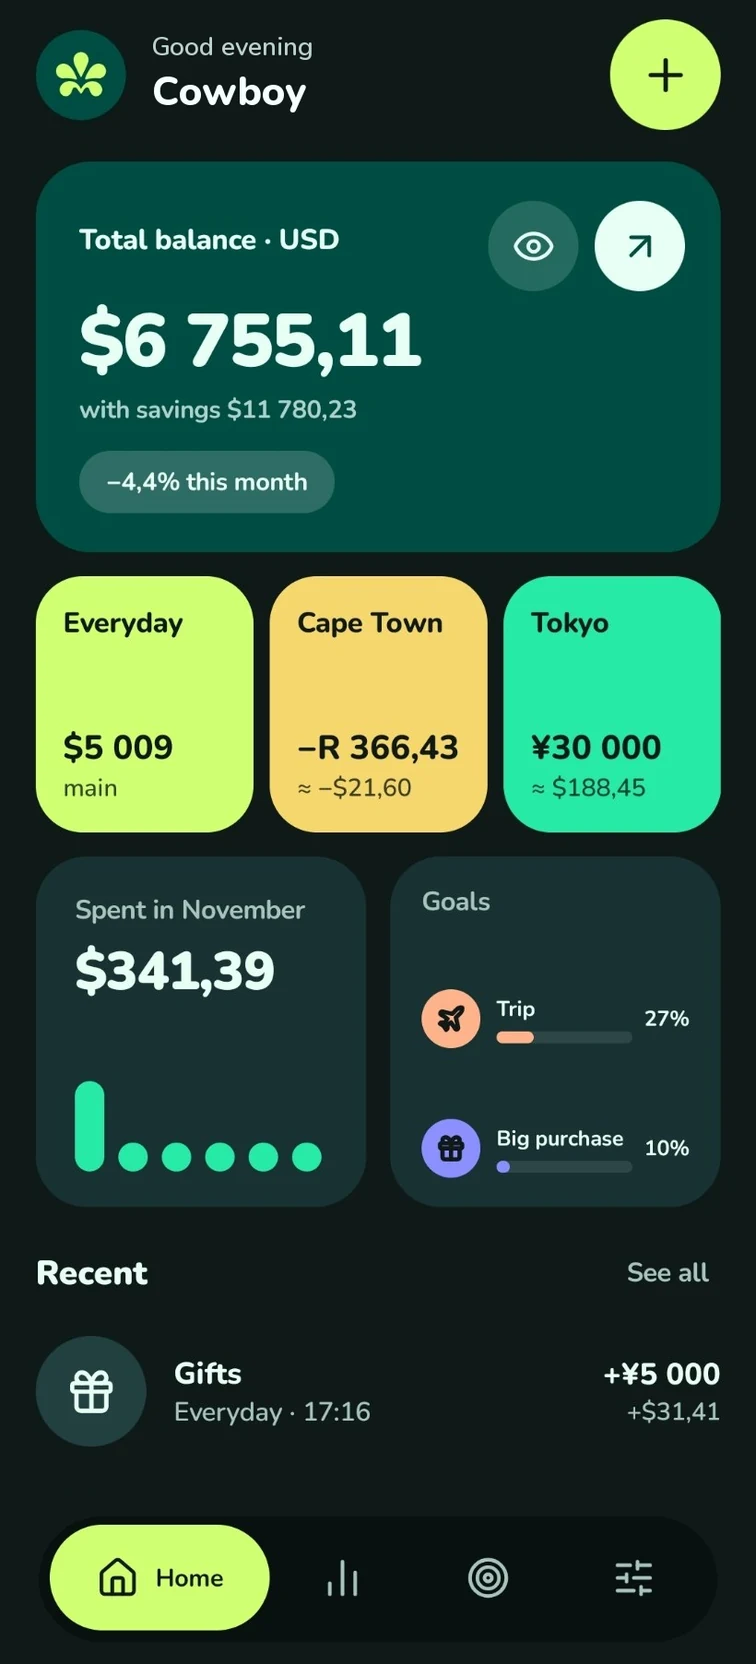 Good evening
Cowboy
Total balance · USD
$6 755,11
with savings $11 780,23
−4,4% this month
Everyday
$5 009
main
Cape Town
−R 366,43
≈ −$21,60
Tokyo
¥30 000
≈ $188,45
Spent in November
$341,39
Goals
Trip
27%
Big purchase
10%
Recent
See all
Gifts
+¥5 000
Everyday · 17:16
+$31,41
Home